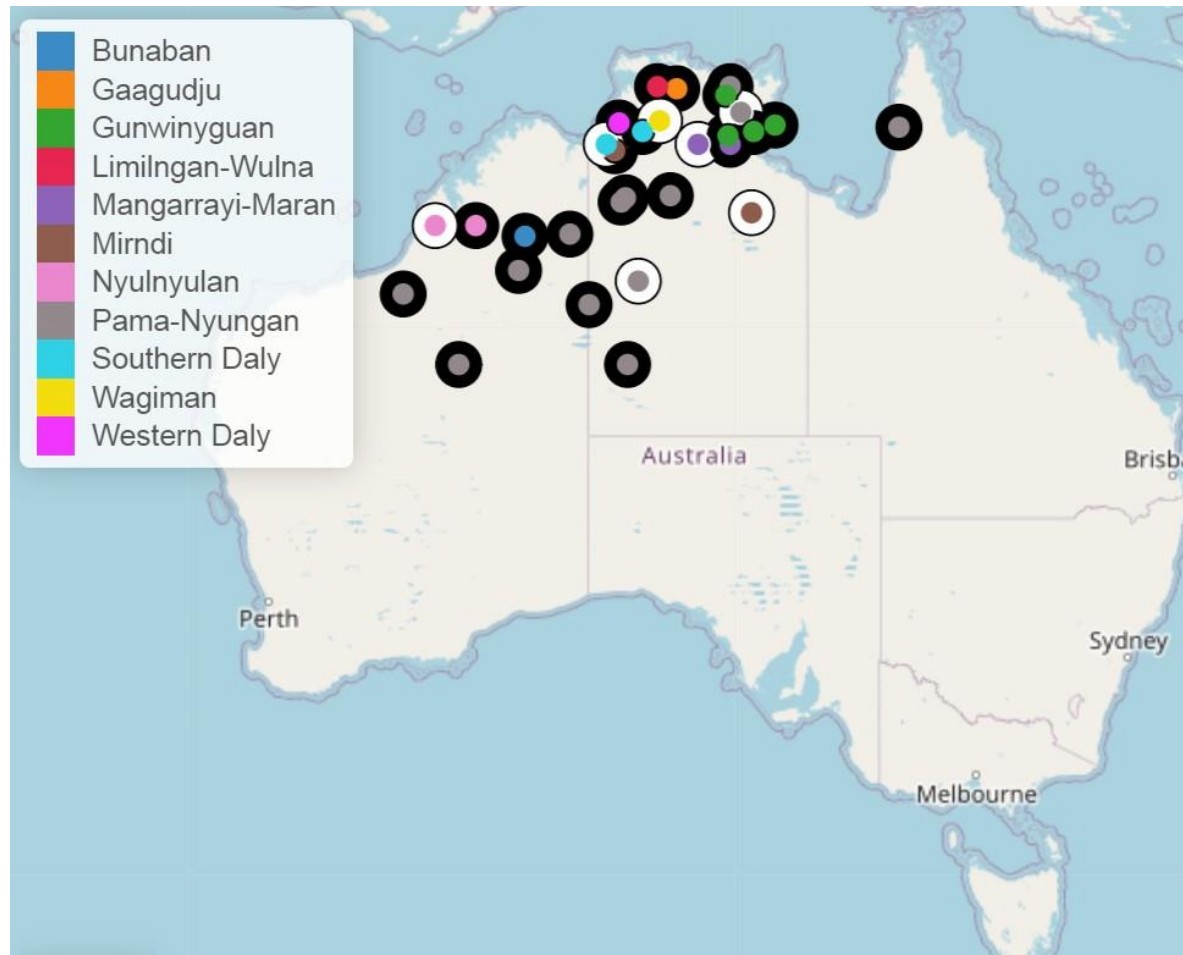 Bunaban
Gaagudju
Gunwinyguan
Limilngan-Wulna
Mangarrayi-Maran
Mirndi
Nyulnyulan
Pama-Nyungan
Southern Daly
Wagiman
Western Daly
Australia
Brisb
Perth
Sydney
Melbourne